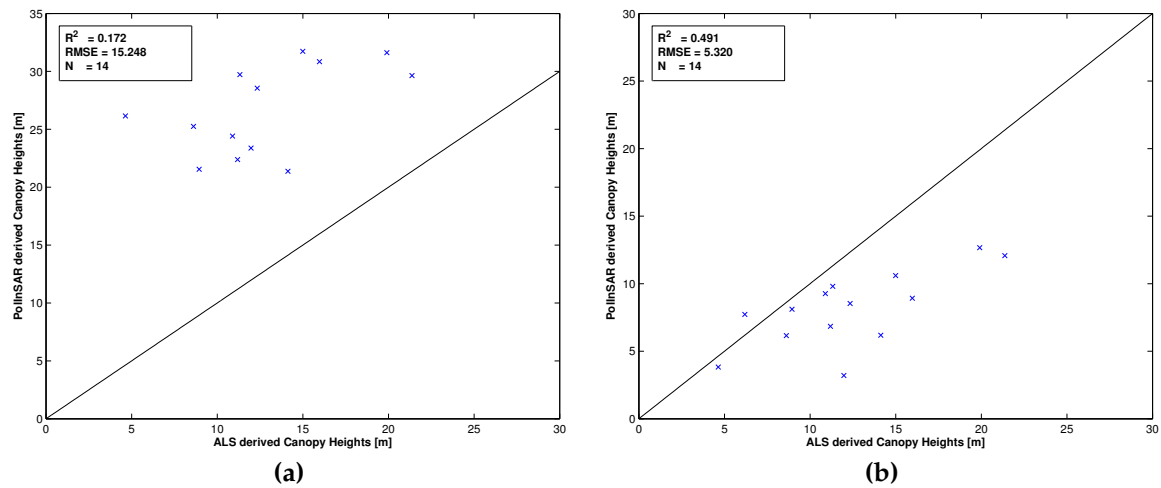 35
30
25
20
15
10
5
0
R2 = 0.172
RMSE = 15.248
N = 14
PolInSAR derived Canopy Heights [m]
0 5 10 15 20 25 30
ALS derived Canopy Heights [m]
(a)
30
25
20
15
10
5
0
R2 = 0.491
RMSE = 5.320
N = 14
PolInSAR derived Canopy Heights [m]
0 5 10 15 20 25 30
ALS derived Canopy Heights [m]
(b)